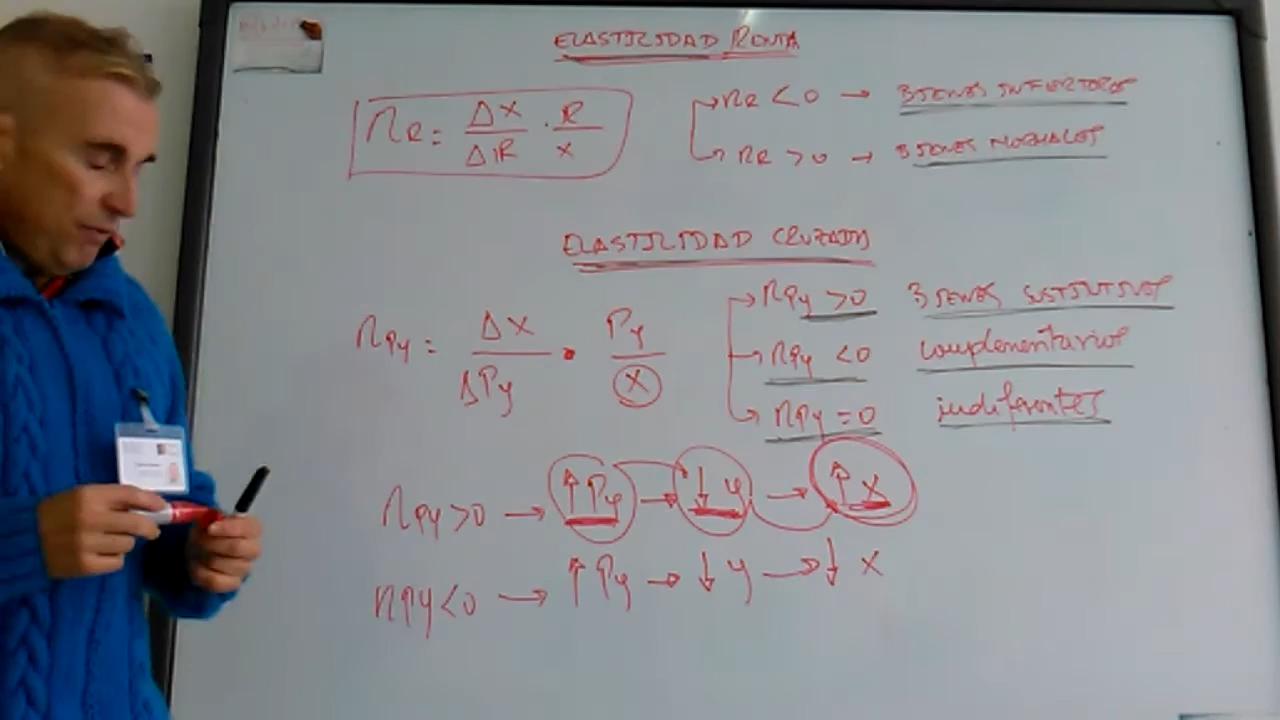 ELASTICIDAD RENTA
ηR = ΔX/ΔR · R/X
ηR < 0 → BIENES INFERIORES
ηR > 0 → BIENES NORMALES
ELASTICIDAD CRUZADA
ηPy = ΔX/ΔPy · Py/X
ηPy > 0 BIENES SUSTITUTIVOS
ηPy < 0 complementarios
ηPy = 0 indiferentes
ηPy > 0 → ↑Py → ↓y → ↑X
ηPy < 0 → ↑Py → ↓y → ↓X